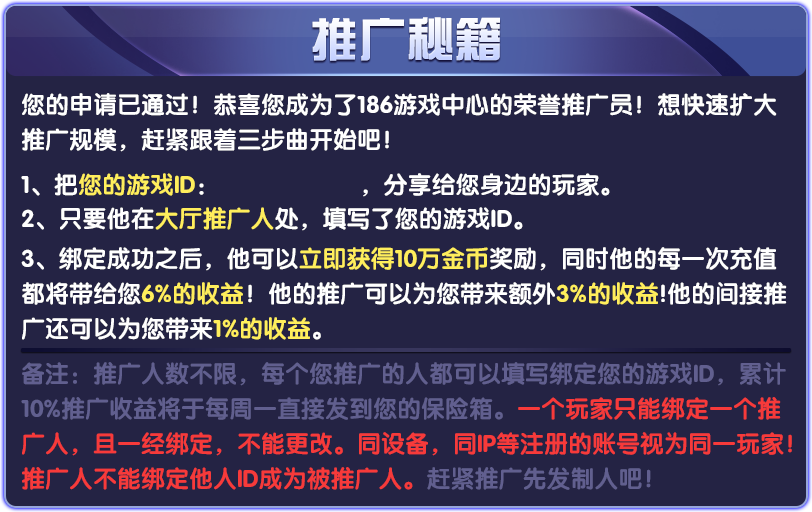 推广秘籍
您的申请已通过！恭喜您成为了186游戏中心的荣誉推广员！想快速扩大
推广规模，赶紧跟着三步曲开始吧！
1、把您的游戏ID：，分享给您身边的玩家。
2、只要他在大厅推广人处，填写了您的游戏ID。
3、绑定成功之后，他可以立即获得10万金币奖励，同时他的每一次充值
都将带给您6%的收益！他的推广可以为您带来额外3%的收益!他的间接推
广还可以为您带来1%的收益。
备注：推广人数不限，每个您推广的人都可以填写绑定您的游戏ID，累计
10%推广收益将于每周一直接发到您的保险箱。一个玩家只能绑定一个推
广人，且一经绑定，不能更改。同设备，同IP等注册的账号视为同一玩家！
推广人不能绑定他人ID成为被推广人。赶紧推广先发制人吧！